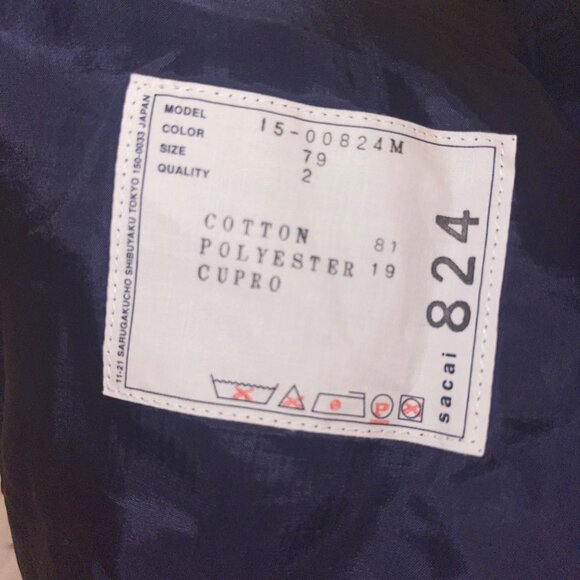 MODEL 15-00824M
COLOR 79
SIZE 2
QUALITY
COTTON 81
POLYESTER 19
CUPRO
P
sacai 824
11-21 SARUGAKUCHO SHIBUYAKU TOKYO 150-0033 JAPAN